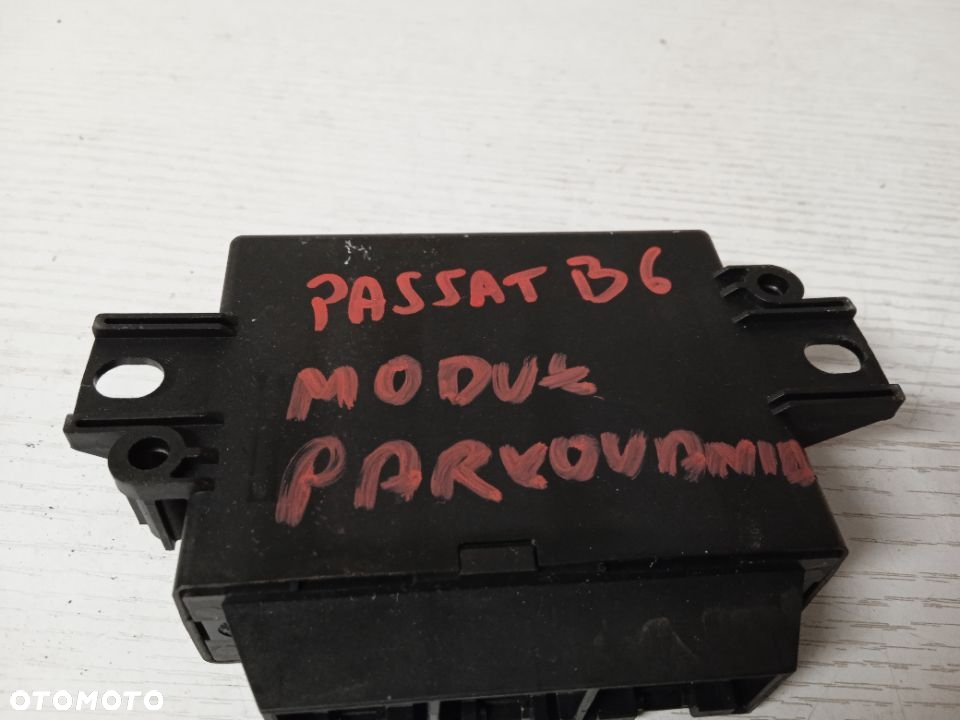 PASSAT B6
MODUŁ
PARKOWANIA
OTOMOTO